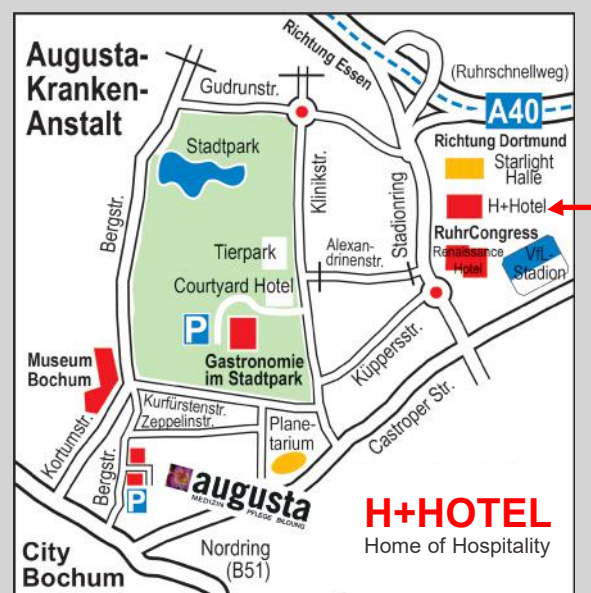 Augusta-
Kranken-
Anstalt
Richtung Essen
(Ruhrschnellweg)
A40
Gudrunstr.
Richtung Dortmund
Starlight
Halle
Stadtpark
Klinikstr.
Stadionring
H+Hotel
Bergstr.
RuhrCongress
Renaissance
Hotel
VfL-
Stadion
Tierpark
Alexan-
drinenstr.
Courtyard Hotel
P
Gastronomie
im Stadtpark
Küppersstr.
Museum
Bochum
Kurfürstenstr.
Zeppelinstr.
Plane-
tarium
Castroper Str.
Kortumstr.
Bergstr.
P
augusta
MEDIZIN PFLEGE BILDUNG
H+HOTEL
Home of Hospitality
City
Bochum
Nordring
(B51)